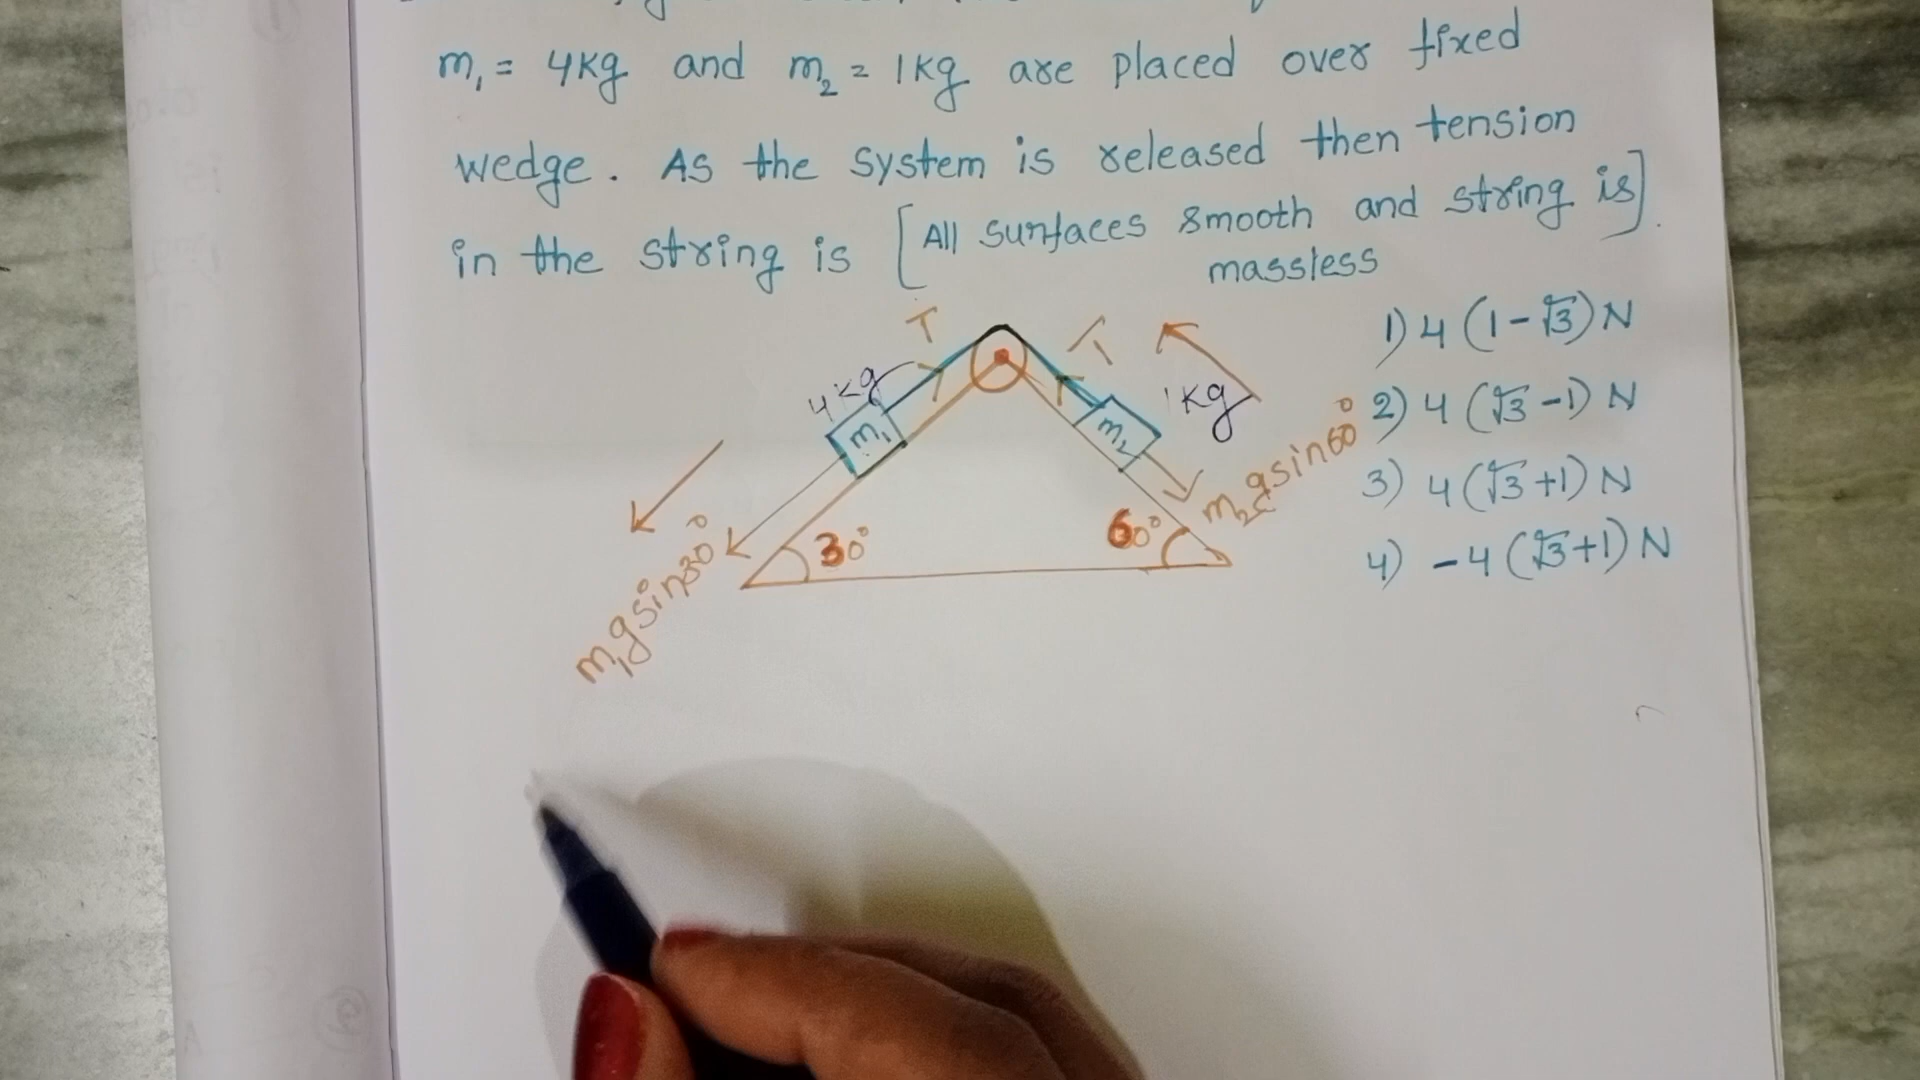 m₁ = 4kg and m₂ = 1kg are placed over fixed
wedge. As the system is released then tension
in the string is [All surfaces smooth and string is massless].
T
T
4kg
1kg
m₁
m₂
m₁gsin30°
m₂gsin60°
30°
60°
1) 4 (1-√3) N
2) 4 (√3-1) N
3) 4 (√3+1) N
4) -4 (√3+1) N